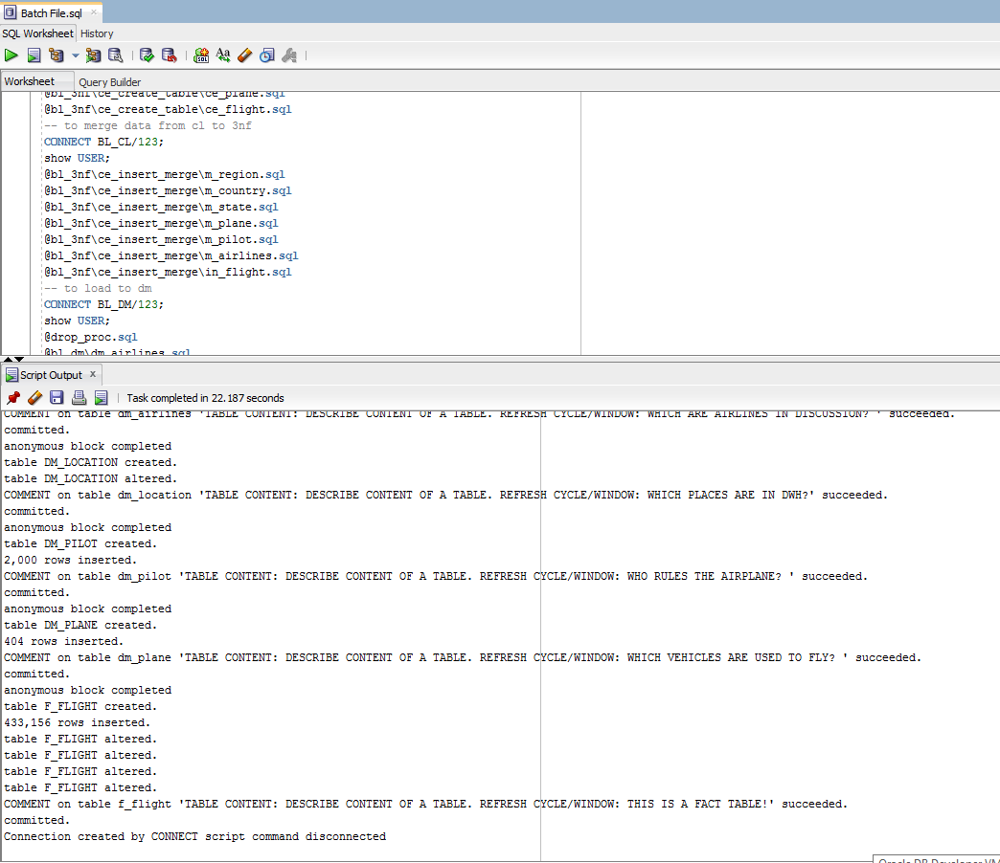 Batch File.sql
SQL Worksheet History
Worksheet Query Builder
@bl_3nf\ce_create_table\ce_plane.sql
@bl_3nf\ce_create_table\ce_flight.sql
-- to merge data from cl to 3nf
CONNECT BL_CL/123;
show USER;
@bl_3nf\ce_insert_merge\m_region.sql
@bl_3nf\ce_insert_merge\m_country.sql
@bl_3nf\ce_insert_merge\m_state.sql
@bl_3nf\ce_insert_merge\m_plane.sql
@bl_3nf\ce_insert_merge\m_pilot.sql
@bl_3nf\ce_insert_merge\m_airlines.sql
@bl_3nf\ce_insert_merge\in_flight.sql
-- to load to dm
CONNECT BL_DM/123;
show USER;
@drop_proc.sql
@bl_dm\dm_airlines.sql
Script Output x
Task completed in 22.187 seconds
COMMENT on table dm_airlines 'TABLE CONTENT: DESCRIBE CONTENT OF A TABLE. REFRESH CYCLE/WINDOW: WHICH ARE AIRLINES IN DISCUSSION? ' succeeded.
committed.
anonymous block completed
table DM_LOCATION created.
table DM_LOCATION altered.
COMMENT on table dm_location 'TABLE CONTENT: DESCRIBE CONTENT OF A TABLE. REFRESH CYCLE/WINDOW: WHICH PLACES ARE IN DWH?' succeeded.
committed.
anonymous block completed
table DM_PILOT created.
2,000 rows inserted.
COMMENT on table dm_pilot 'TABLE CONTENT: DESCRIBE CONTENT OF A TABLE. REFRESH CYCLE/WINDOW: WHO RULES THE AIRPLANE? ' succeeded.
committed.
anonymous block completed
table DM_PLANE created.
404 rows inserted.
COMMENT on table dm_plane 'TABLE CONTENT: DESCRIBE CONTENT OF A TABLE. REFRESH CYCLE/WINDOW: WHICH VEHICLES ARE USED TO FLY? ' succeeded.
committed.
anonymous block completed
table F_FLIGHT created.
433,156 rows inserted.
table F_FLIGHT altered.
table F_FLIGHT altered.
table F_FLIGHT altered.
table F_FLIGHT altered.
COMMENT on table f_flight 'TABLE CONTENT: DESCRIBE CONTENT OF A TABLE. REFRESH CYCLE/WINDOW: THIS IS A FACT TABLE!' succeeded.
committed.
Connection created by CONNECT script command disconnected
Oracle DB Developer VM